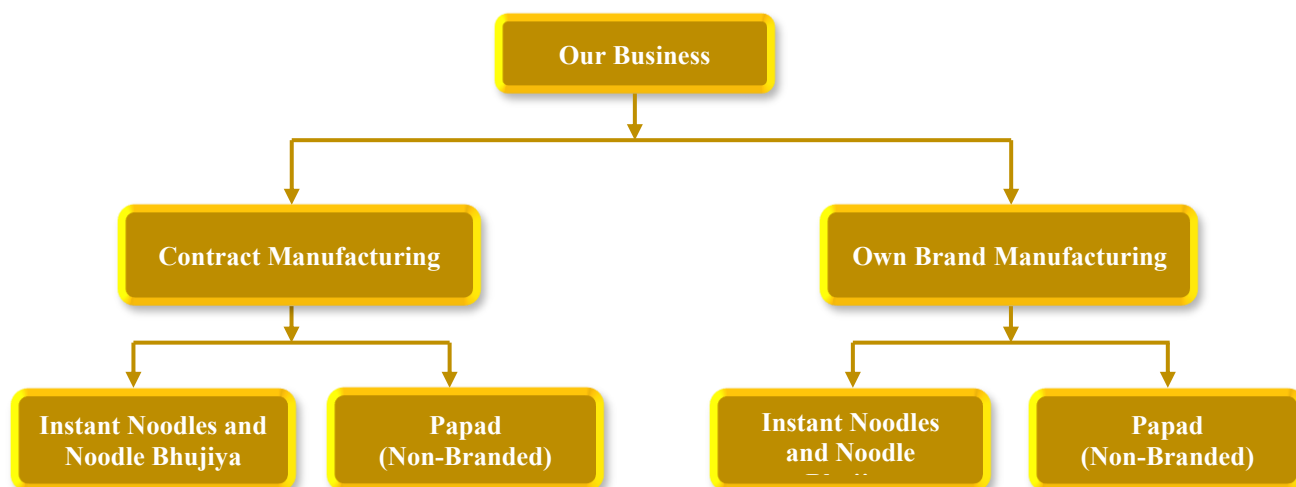 Our Business
Contract Manufacturing
Own Brand Manufacturing
Instant Noodles and
Noodle Bhujiya
Papad
(Non-Branded)
Instant Noodles
and Noodle
Papad
(Non-Branded)